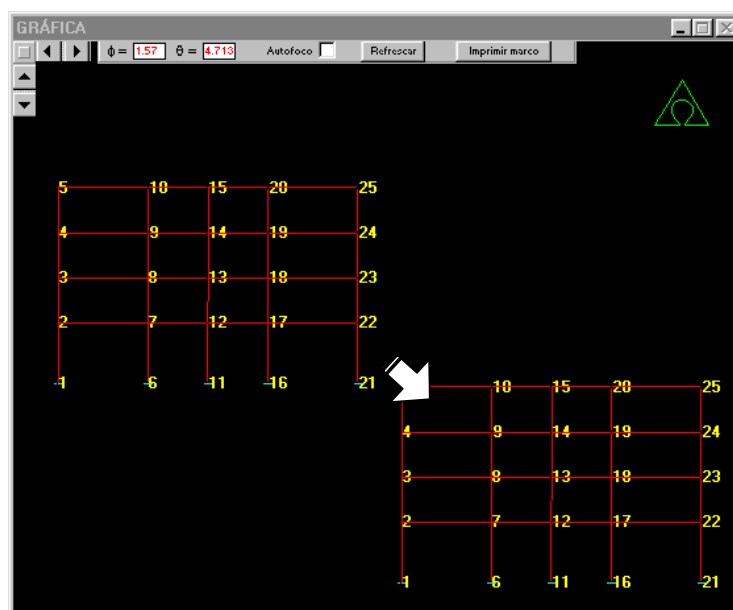 GRÁFICA
ϕ = 1.57 θ = 4.713 Autofoco Refrescar Imprimir marco
5 10 15 20 25
4 9 14 19 24
3 8 13 18 23
2 7 12 17 22
1 6 11 16 21
10 15 20 25
4 9 14 19 24
3 8 13 18 23
2 7 12 17 22
1 6 11 16 21